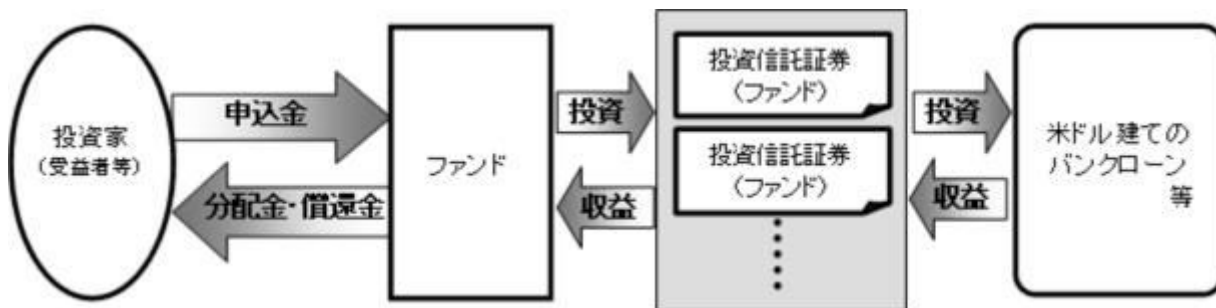 投資家
(受益者等)
申込金
分配金・償還金
ファンド
投資
収益
投資信託証券
(ファンド)
投資信託証券
(ファンド)
投資
収益
米ドル建ての
バンクローン
等